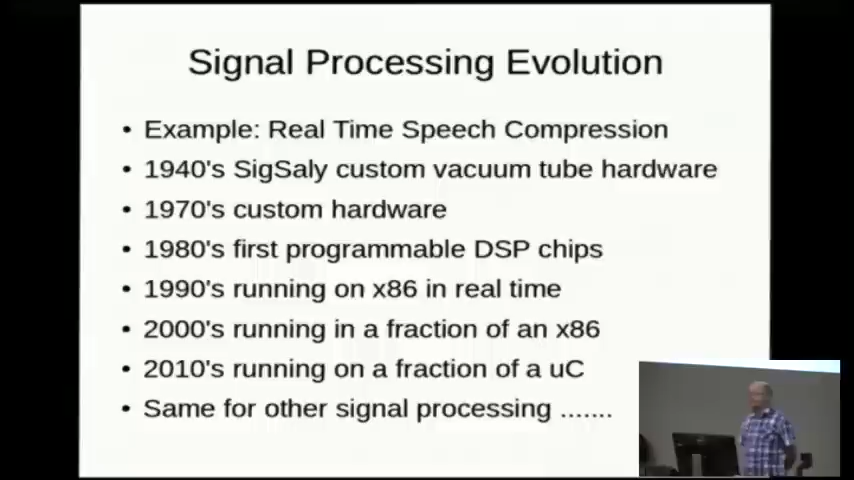 Signal Processing Evolution
• Example: Real Time Speech Compression
• 1940's SigSaly custom vacuum tube hardware
• 1970's custom hardware
• 1980's first programmable DSP chips
• 1990's running on x86 in real time
• 2000's running in a fraction of an x86
• 2010's running on a fraction of a uC
• Same for other signal processing .......